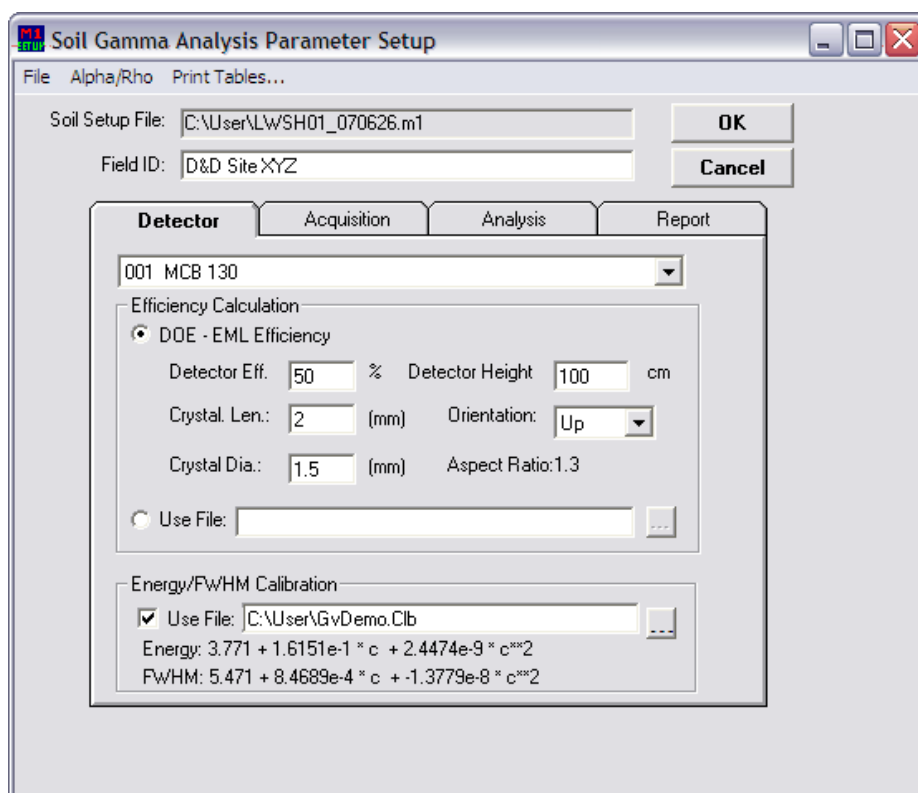 M1 SETUP Soil Gamma Analysis Parameter Setup
File Alpha/Rho Print Tables...
Soil Setup File: C:\User\LWSH01_070626.m1 OK
Field ID: D&D Site XYZ Cancel
Detector Acquisition Analysis Report
001 MCB 130
Efficiency Calculation
DOE - EML Efficiency
Detector Eff. 50 % Detector Height 100 cm
Crystal. Len.: 2 (mm) Orientation: Up
Crystal Dia.: 1.5 (mm) Aspect Ratio:1.3
Use File: ...
Energy/FWHM Calibration
Use File: C:\User\GvDemo.Clb ...
Energy: 3.771 + 1.6151e-1 * c + 2.4474e-9 * c**2
FWHM: 5.471 + 8.4689e-4 * c + -1.3779e-8 * c**2